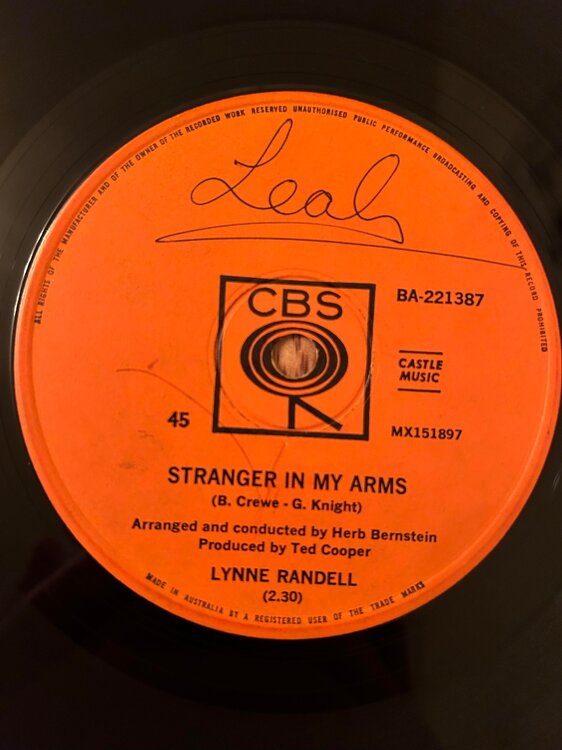 ALL RIGHTS OF THE MANUFACTURER AND OF THE OWNER OF THE RECORDED WORK RESERVED UNAUTHORISED PUBLIC PERFORMANCE BROADCASTING AND COPYING OF THIS RECORD PROHIBITED
Leah
CBS
BA-221387
CASTLE
MUSIC
45
MX151897
STRANGER IN MY ARMS
(B. Crewe - G. Knight)
Arranged and conducted by Herb Bernstein
Produced by Ted Cooper
LYNNE RANDELL
(2.30)
MADE IN AUSTRALIA BY A REGISTERED USER OF THE TRADE MARKS